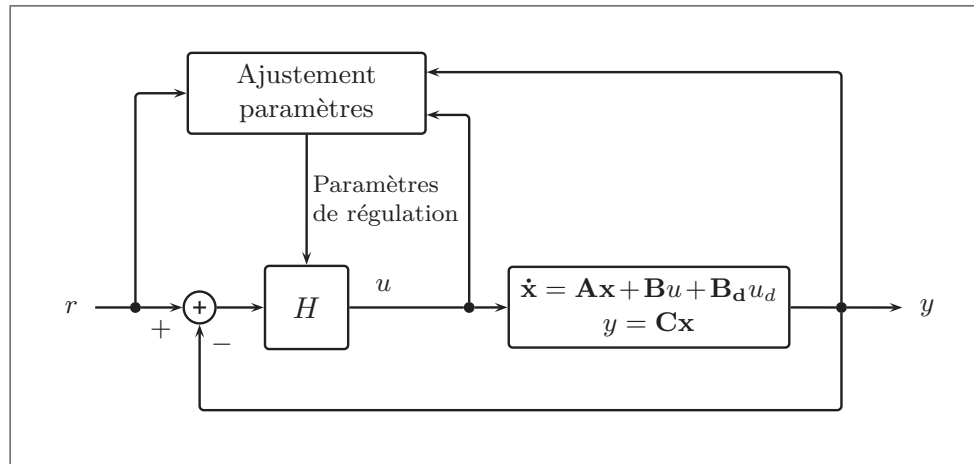 Ajustement
paramètres
Paramètres
de régulation
r
+
+
−
H
u
ẋ = Ax + Bu + B_d u_d
y = Cx
y